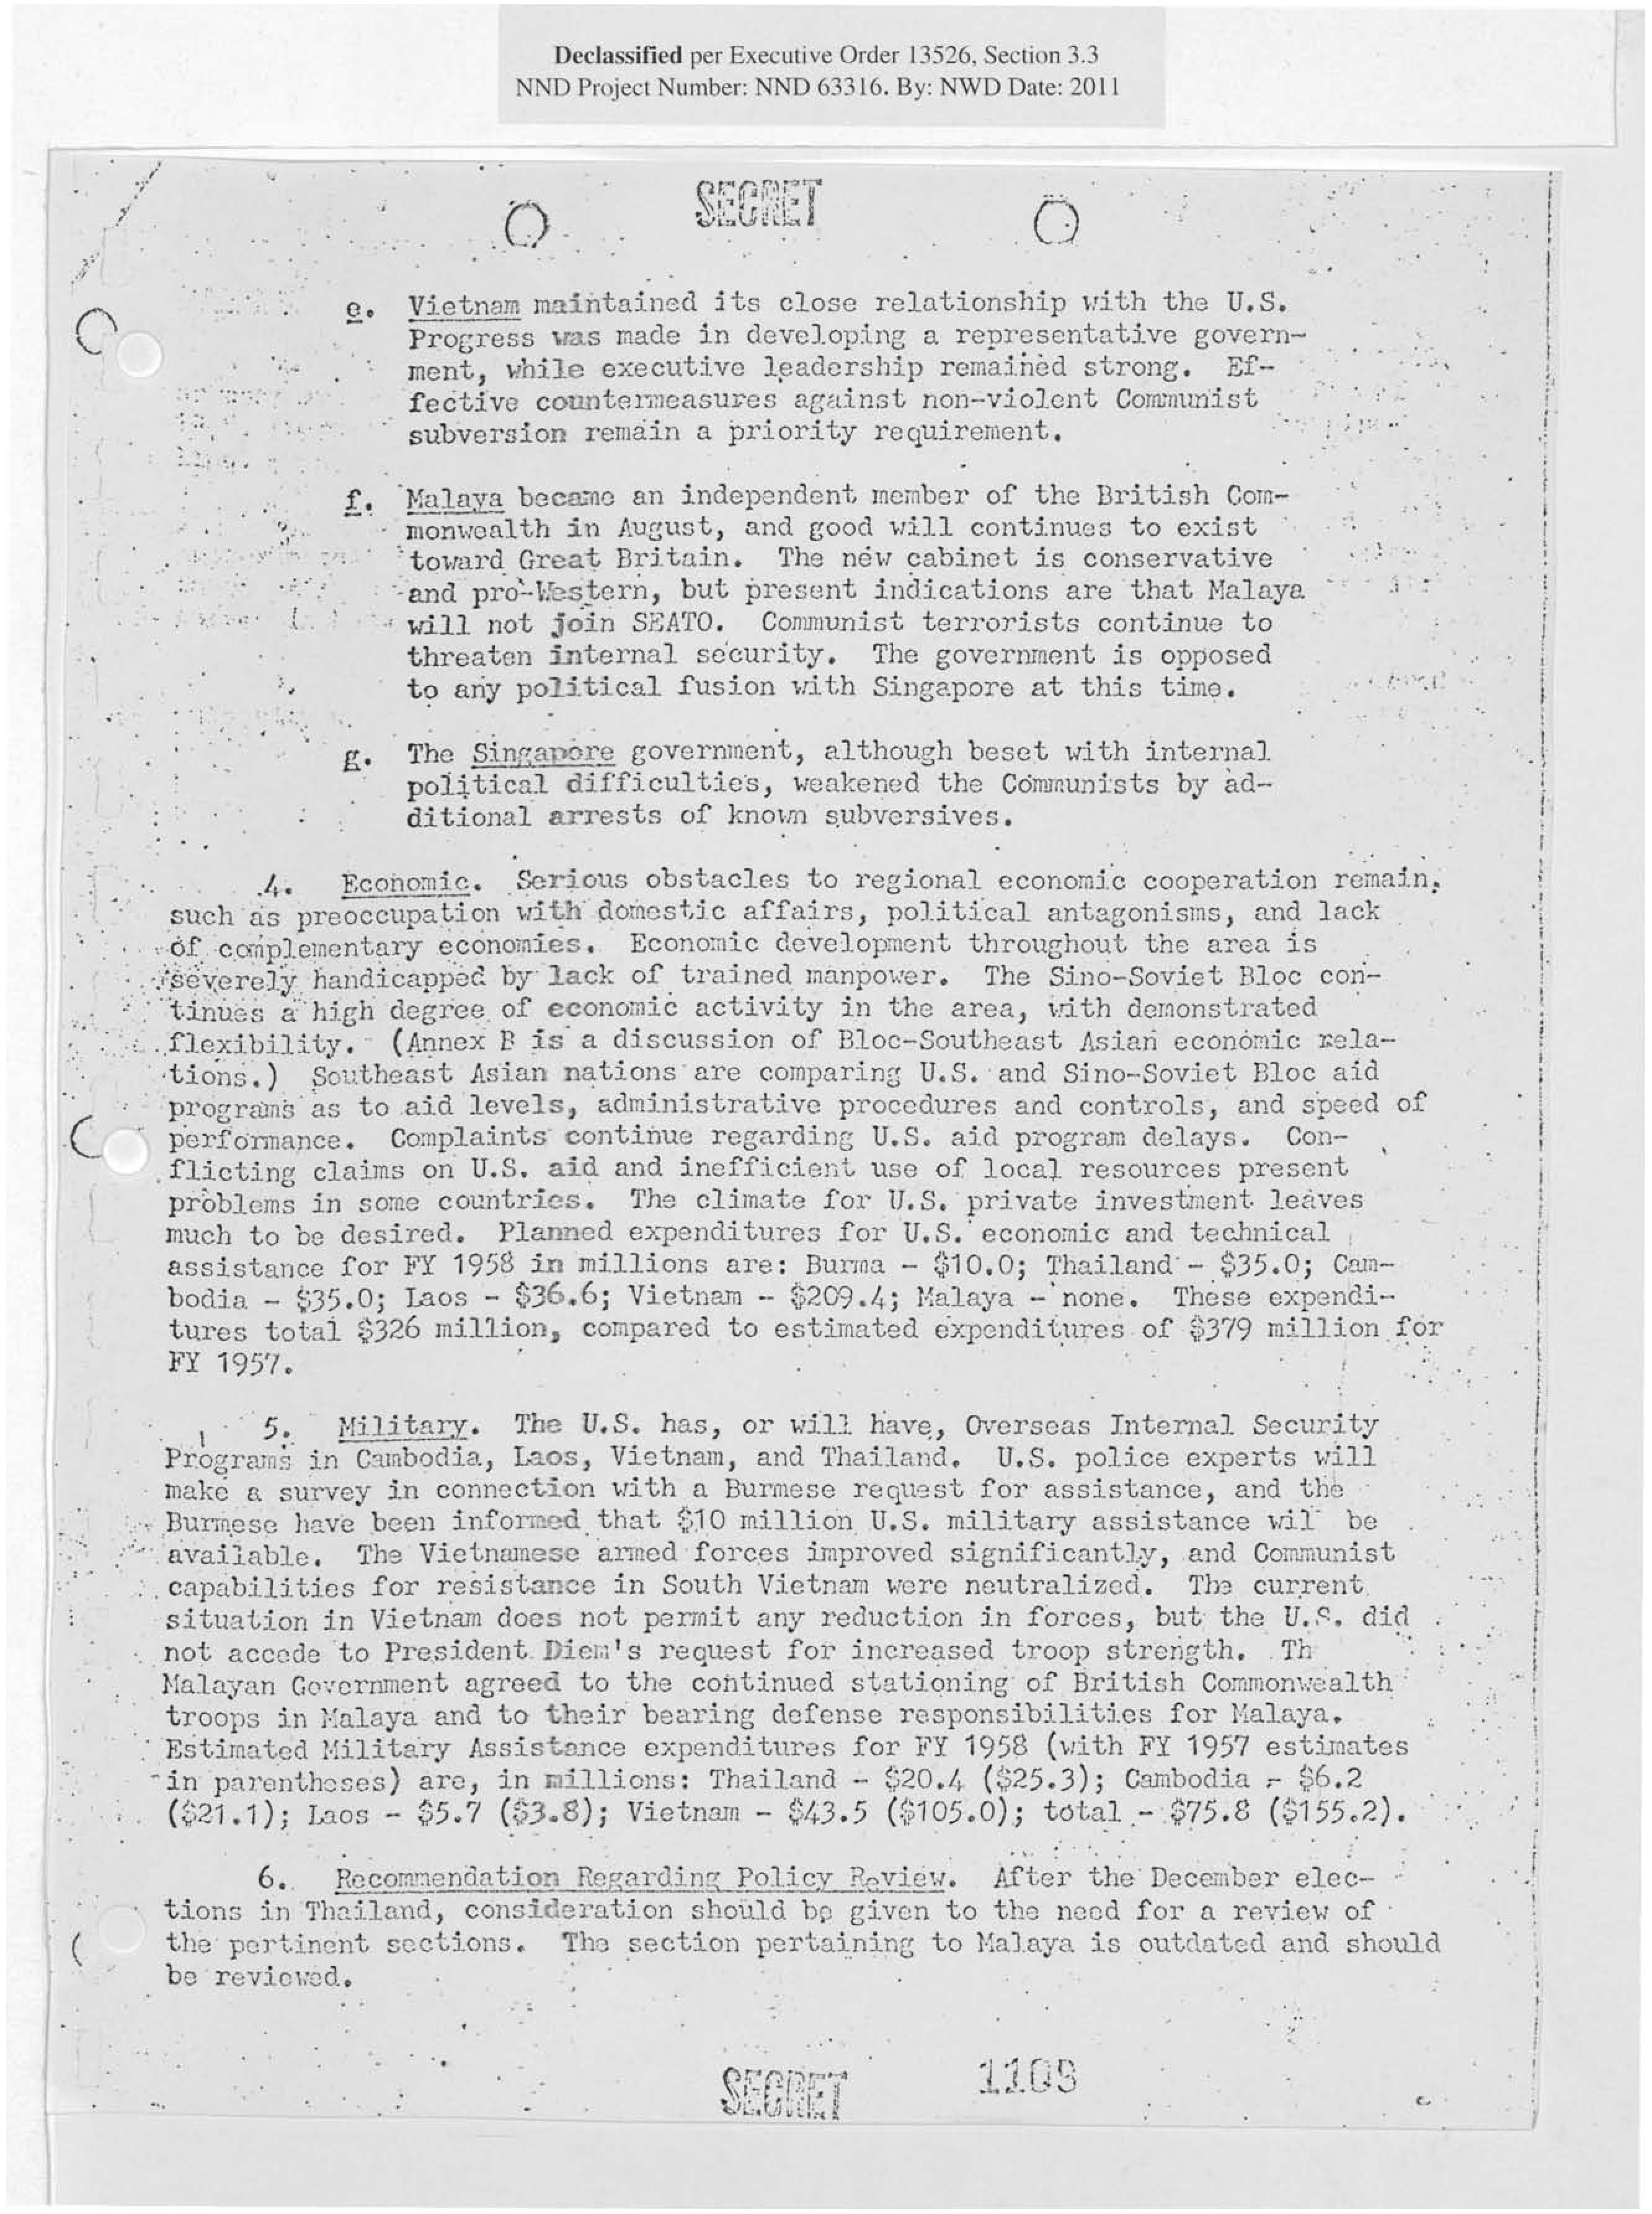 Declassified per Executive Order 13526, Section 3.3
NND Project Number: NND 63316. By: NWD Date: 2011
SECRET
e. Vietnam maintained its close relationship with the U.S.
Progress was made in developing a representative govern-
ment, while executive leadership remained strong. Ef-
fective countermeasures against non-violent Communist
subversion remain a priority requirement.
f. Malaya became an independent member of the British Com-
monwealth in August, and good will continues to exist
toward Great Britain. The new cabinet is conservative
and pro-Western, but present indications are that Malaya
will not join SEATO. Communist terrorists continue to
threaten internal security. The government is opposed
to any political fusion with Singapore at this time.
g. The Singapore government, although beset with internal
political difficulties, weakened the Communists by ad-
ditional arrests of known subversives.
4. Economic. Serious obstacles to regional economic cooperation remain,
such as preoccupation with domestic affairs, political antagonisms, and lack
of complementary economies. Economic development throughout the area is
severely handicapped by lack of trained manpower. The Sino-Soviet Bloc con-
tinues a high degree of economic activity in the area, with demonstrated
flexibility. (Annex B is a discussion of Bloc-Southeast Asian economic rela-
tions.) Southeast Asian nations are comparing U.S. and Sino-Soviet Bloc aid
programs as to aid levels, administrative procedures and controls, and speed of
performance. Complaints continue regarding U.S. aid program delays. Con-
flicting claims on U.S. aid and inefficient use of local resources present
problems in some countries. The climate for U.S. private investment leaves
much to be desired. Planned expenditures for U.S. economic and technical
assistance for FY 1958 in millions are: Burma - $10.0; Thailand - $35.0; Cam-
bodia - $35.0; Laos - $36.6; Vietnam - $209.4; Malaya - none. These expendi-
tures total $326 million, compared to estimated expenditures of $379 million for
FY 1957.
5. Military. The U.S. has, or will have, Overseas Internal Security
Programs in Cambodia, Laos, Vietnam, and Thailand. U.S. police experts will
make a survey in connection with a Burmese request for assistance, and the
Burmese have been informed that $10 million U.S. military assistance wil be
available. The Vietnamese armed forces improved significantly, and Communist
capabilities for resistance in South Vietnam were neutralized. The current
situation in Vietnam does not permit any reduction in forces, but the U.S. did
not accede to President Diem's request for increased troop strength. Th
Malayan Government agreed to the continued stationing of British Commonwealth
troops in Malaya and to their bearing defense responsibilities for Malaya.
Estimated Military Assistance expenditures for FY 1958 (with FY 1957 estimates
in parentheses) are, in millions: Thailand - $20.4 ($25.3); Cambodia - $6.2
($21.1); Laos - $5.7 ($3.8); Vietnam - $43.5 ($105.0); total - $75.8 ($155.2).
6. Recommendation Regarding Policy Review. After the December elec-
tions in Thailand, consideration should be given to the need for a review of
the pertinent sections. The section pertaining to Malaya is outdated and should
be reviewed.
SECRET 1109